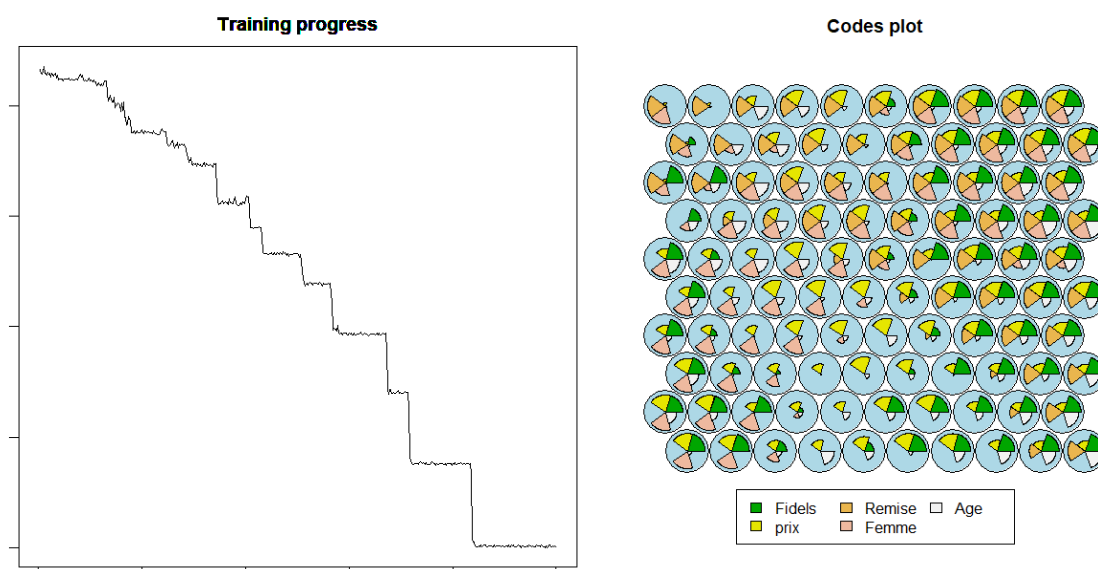 Training progress
Codes plot
Fidels Remise Age
prix Femme